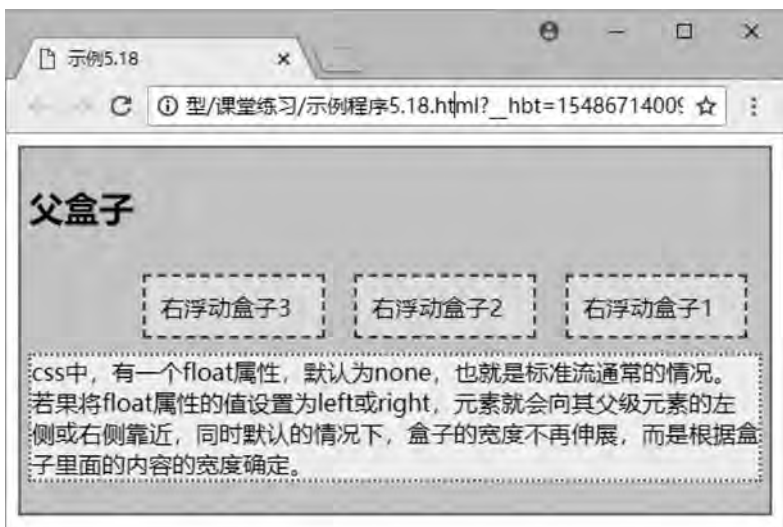 示例5.18
型/课堂练习/示例程序5.18.html?__hbt=1548671400
父盒子
右浮动盒子3 右浮动盒子2 右浮动盒子1
css中，有一个float属性，默认为none，也就是标准流通常的情况。
若果将float属性的值设置为left或right，元素就会向其父级元素的左
侧或右侧靠近，同时默认的情况下，盒子的宽度不再伸展，而是根据盒
子里面的内容的宽度确定。